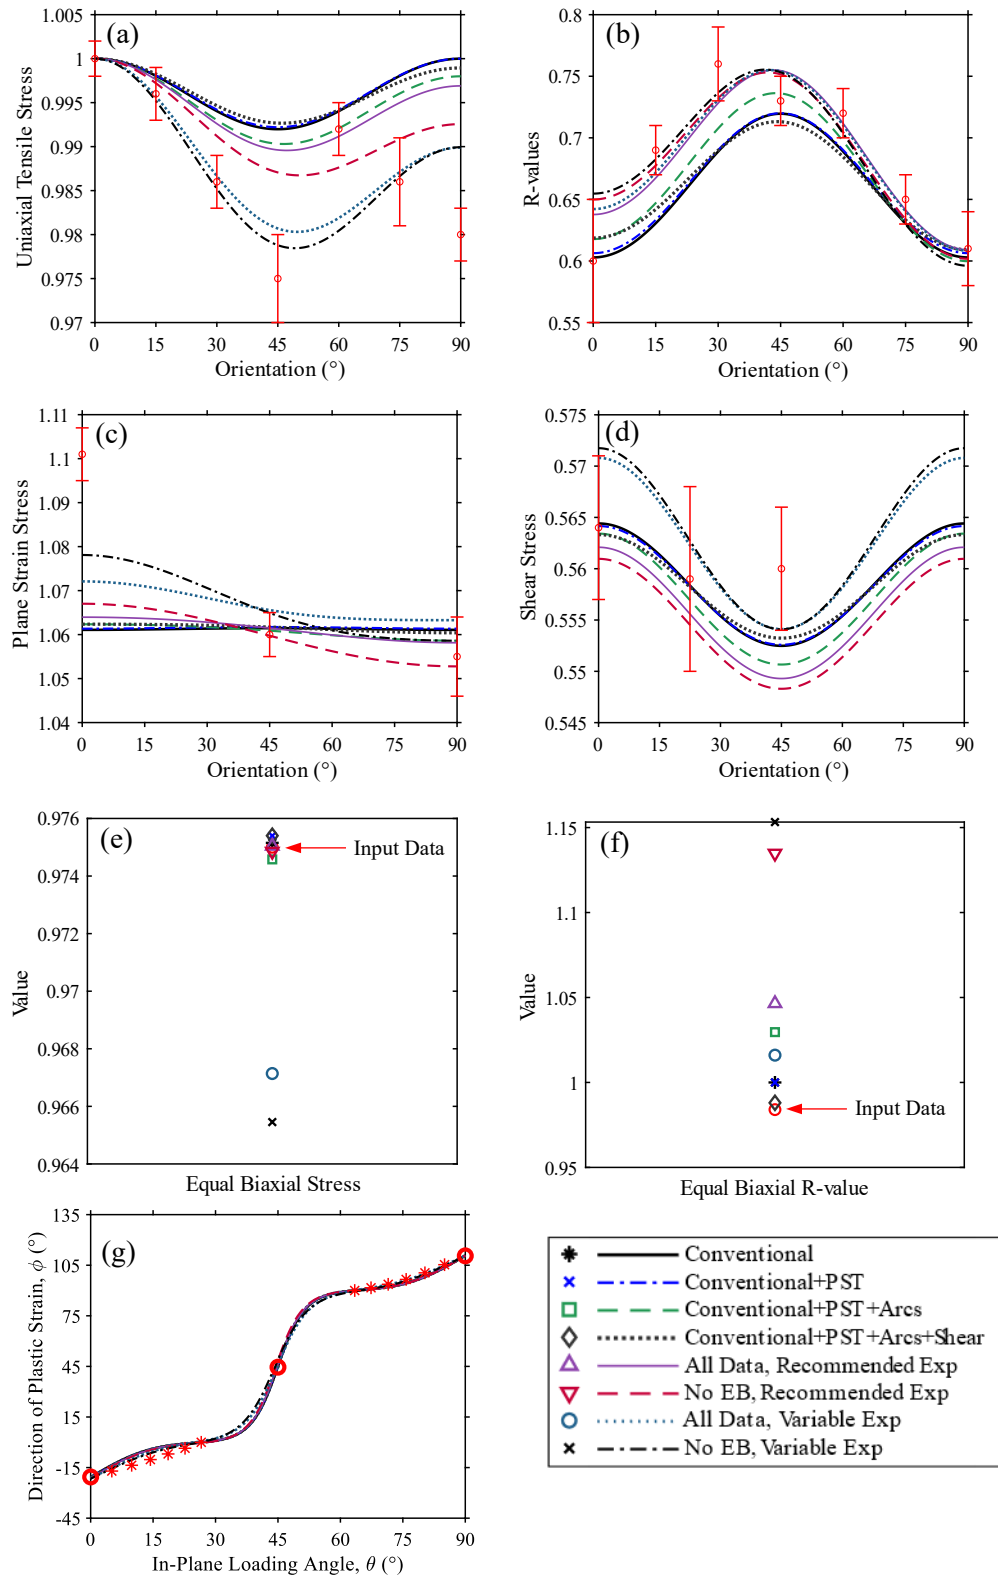 (a)
Uniaxial Tensile Stress
1.005
1
0.995
0.99
0.985
0.98
0.975
0.97
0 15 30 45 60 75 90
Orientation (°)
(b)
R-values
0.8
0.75
0.7
0.65
0.6
0.55
0 15 30 45 60 75 90
Orientation (°)
(c)
Plane Strain Stress
1.11
1.10
1.09
1.08
1.07
1.06
1.05
1.04
0 15 30 45 60 75 90
Orientation (°)
(d)
Shear Stress
0.575
0.57
0.565
0.56
0.555
0.55
0.545
0 15 30 45 60 75 90
Orientation (°)
(e)
Value
0.976
0.974
0.972
0.97
0.968
0.966
0.964
Input Data
Equal Biaxial Stress
(f)
Value
1.15
1.1
1.05
1
0.95
Input Data
Equal Biaxial R-value
(g)
Direction of Plastic Strain, ϕ (°)
135
105
75
45
15
-15
-45
0 15 30 45 60 75 90
In-Plane Loading Angle, θ (°)
Conventional
Conventional+PST
Conventional+PST+Arcs
Conventional+PST+Arcs+Shear
All Data, Recommended Exp
No EB, Recommended Exp
All Data, Variable Exp
No EB, Variable Exp